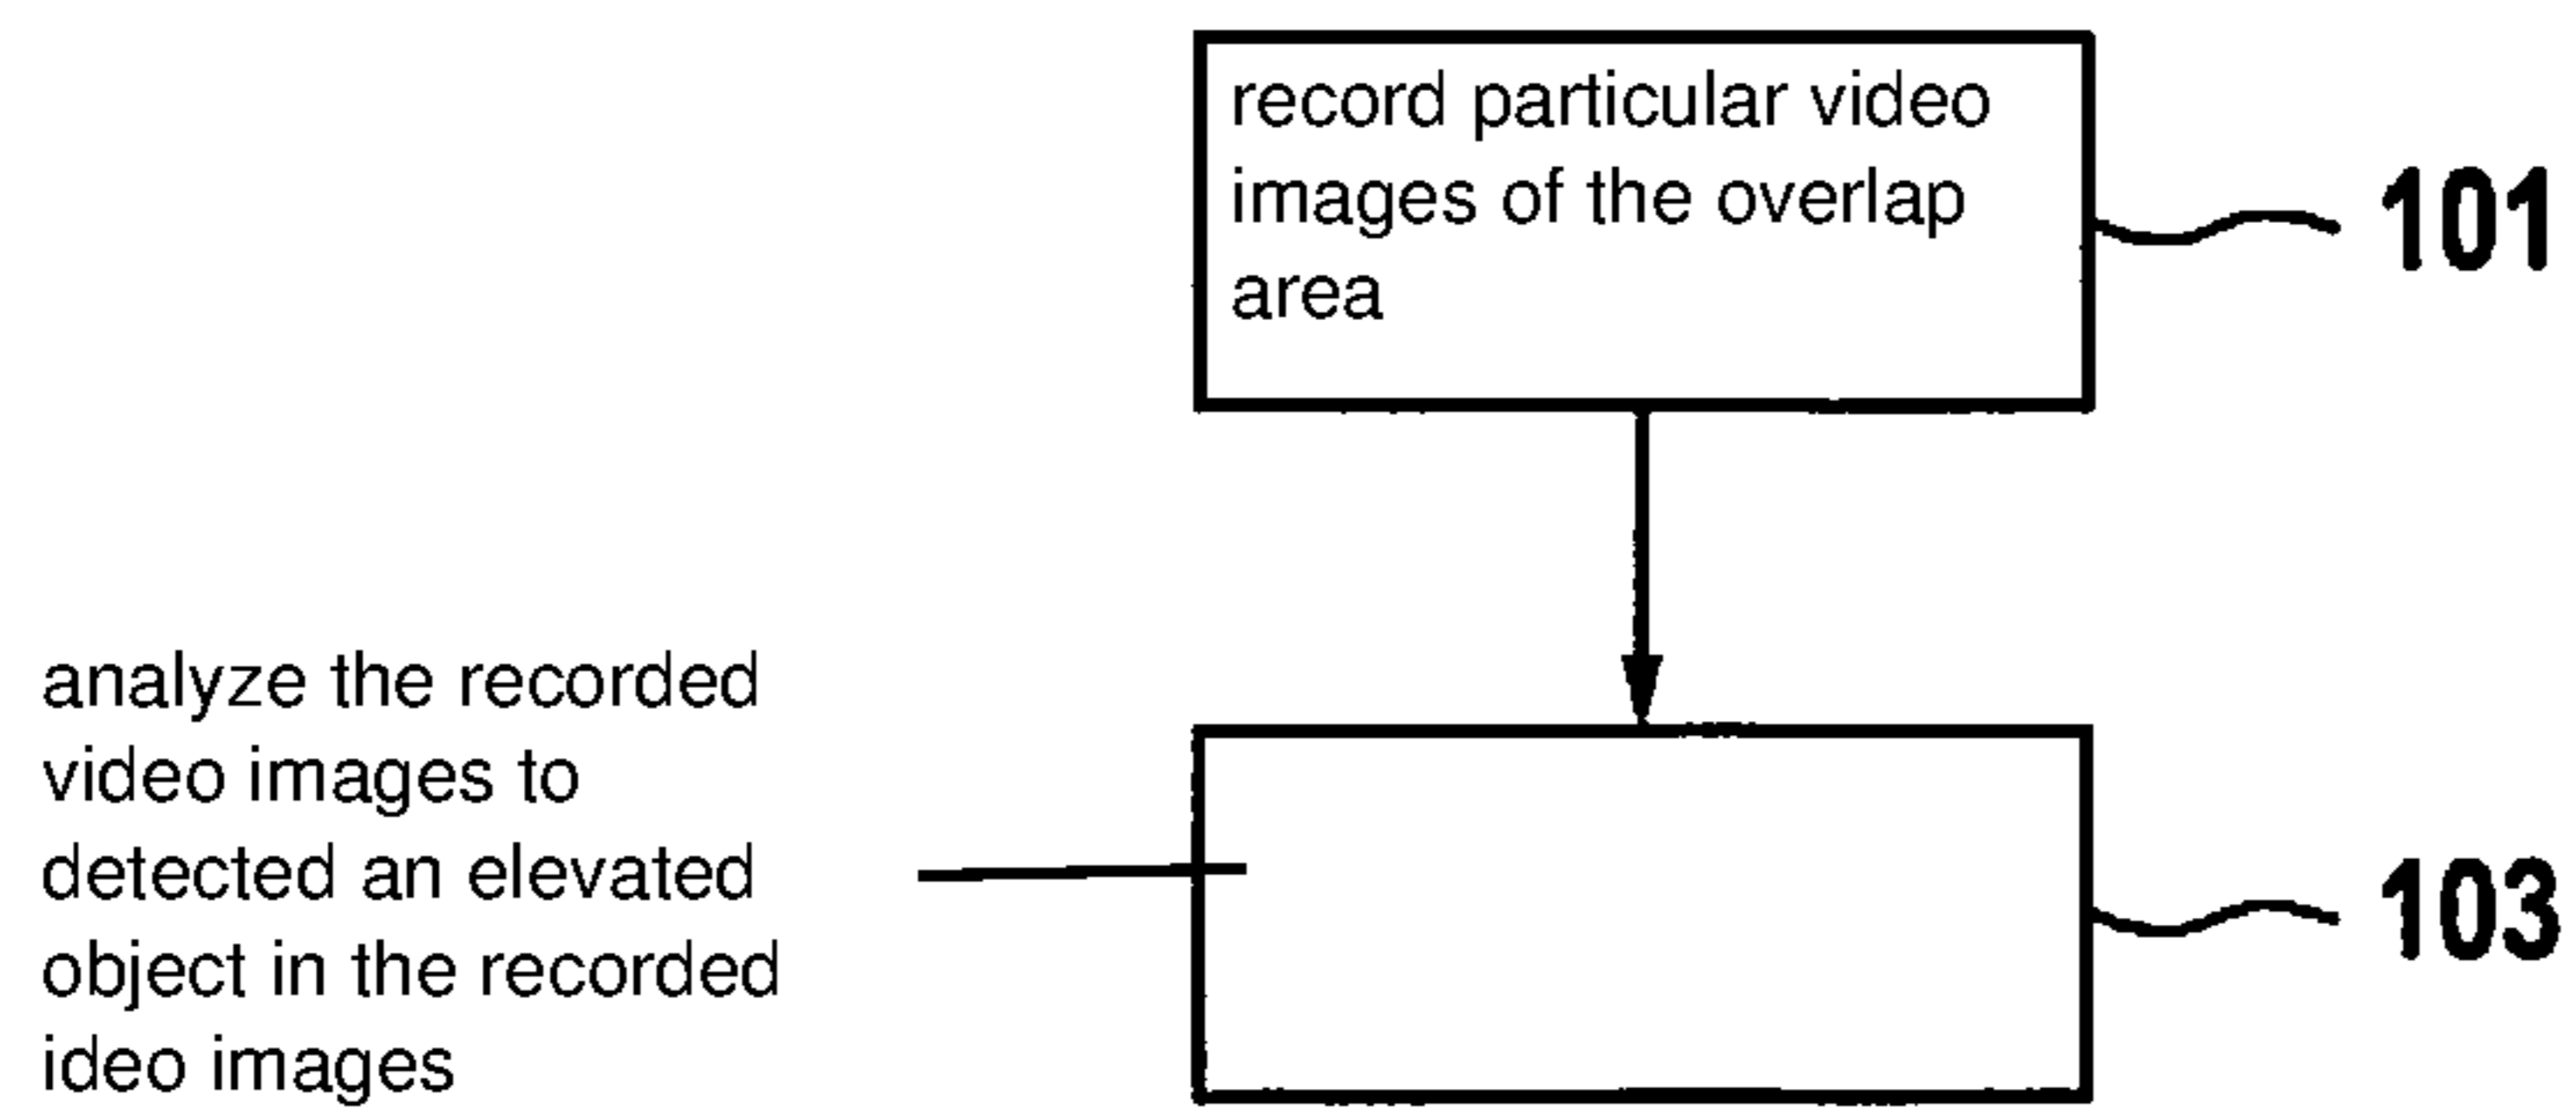 record particular video
images of the overlap
area
101
analyze the recorded
video images to
detected an elevated
object in the recorded
ideo images
103